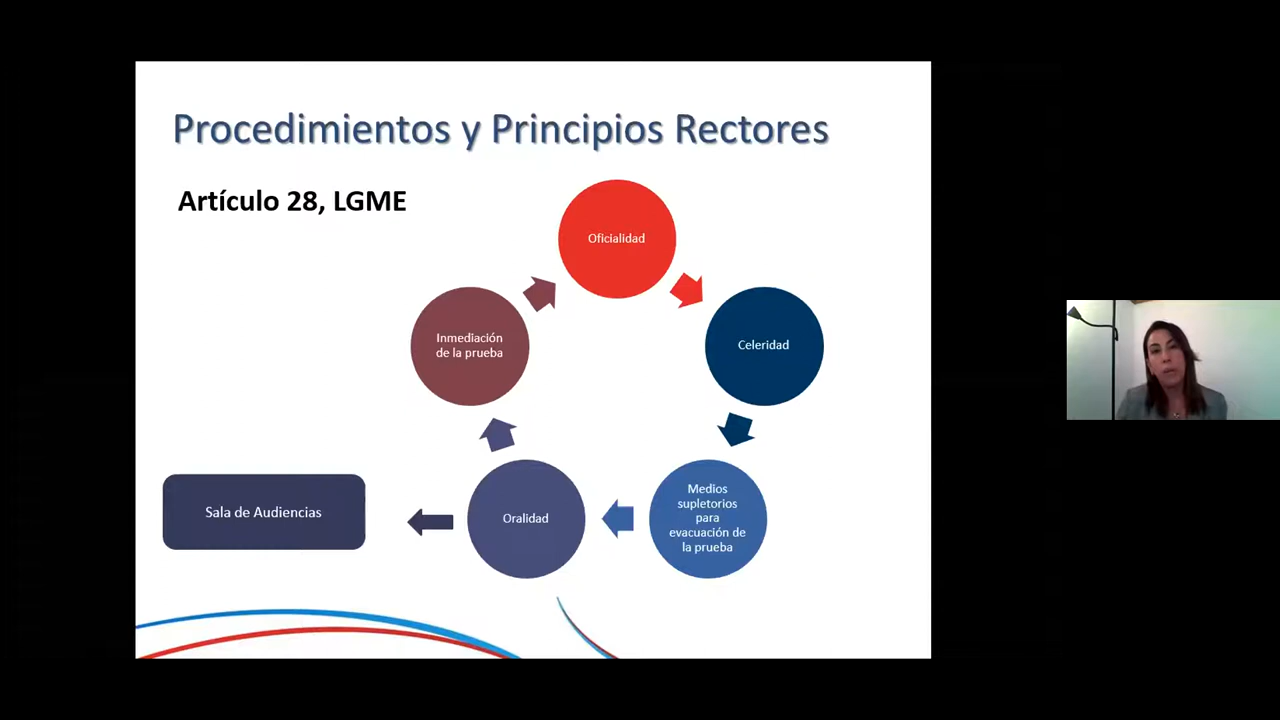 Procedimientos y Principios Rectores
Artículo 28, LGME
Oficialidad
Celeridad
Medios
supletorios
para
evacuación de
la prueba
Oralidad
Sala de Audiencias
Inmediación
de la prueba